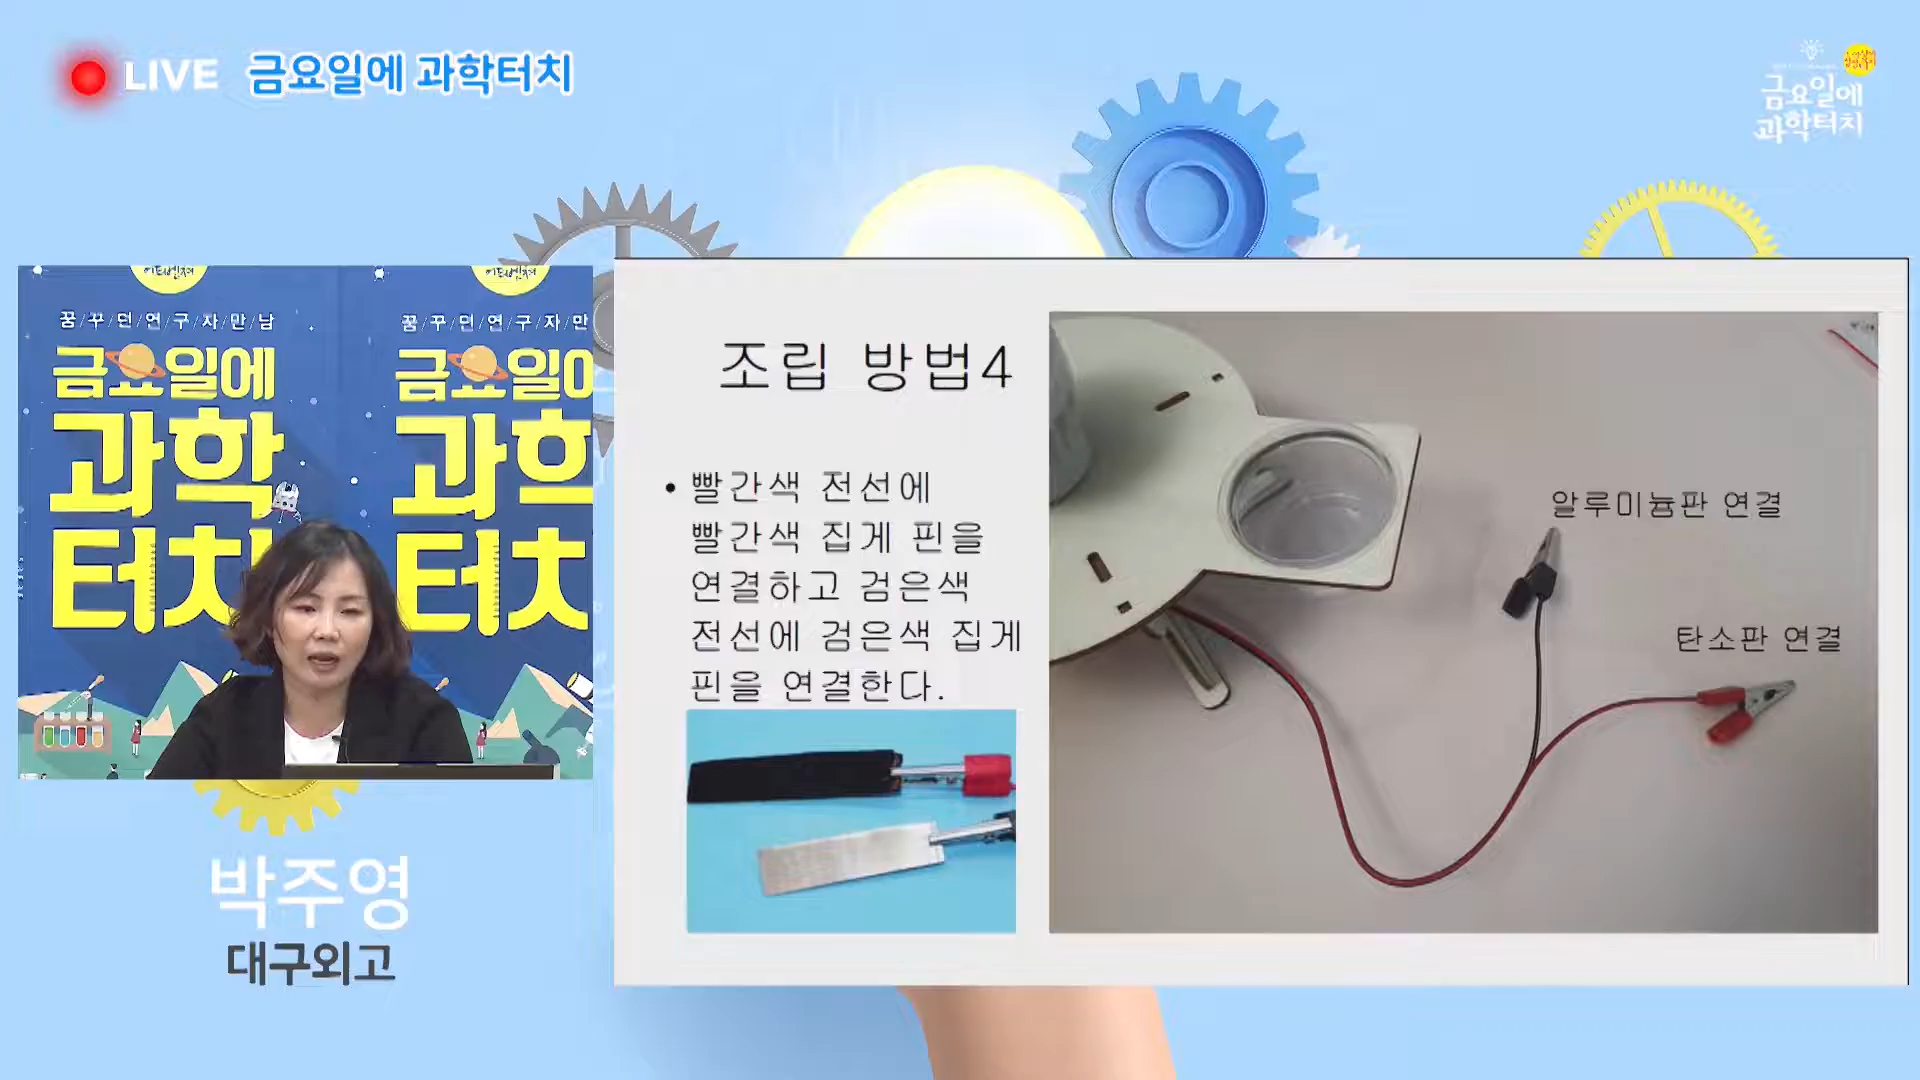 LIVE 금요일에 과학터치
금요일에
과학터치
꿈/꾸/던/연/구/자/만/남
금요일에
과학
터치
꿈/꾸/던/연/구/자/만
금요일에
과학
터치
조립 방법4
• 빨간색 전선에
빨간색 집게 핀을
연결하고 검은색
전선에 검은색 집게
핀을 연결한다.
알루미늄판 연결
탄소판 연결
박주영
대구외고